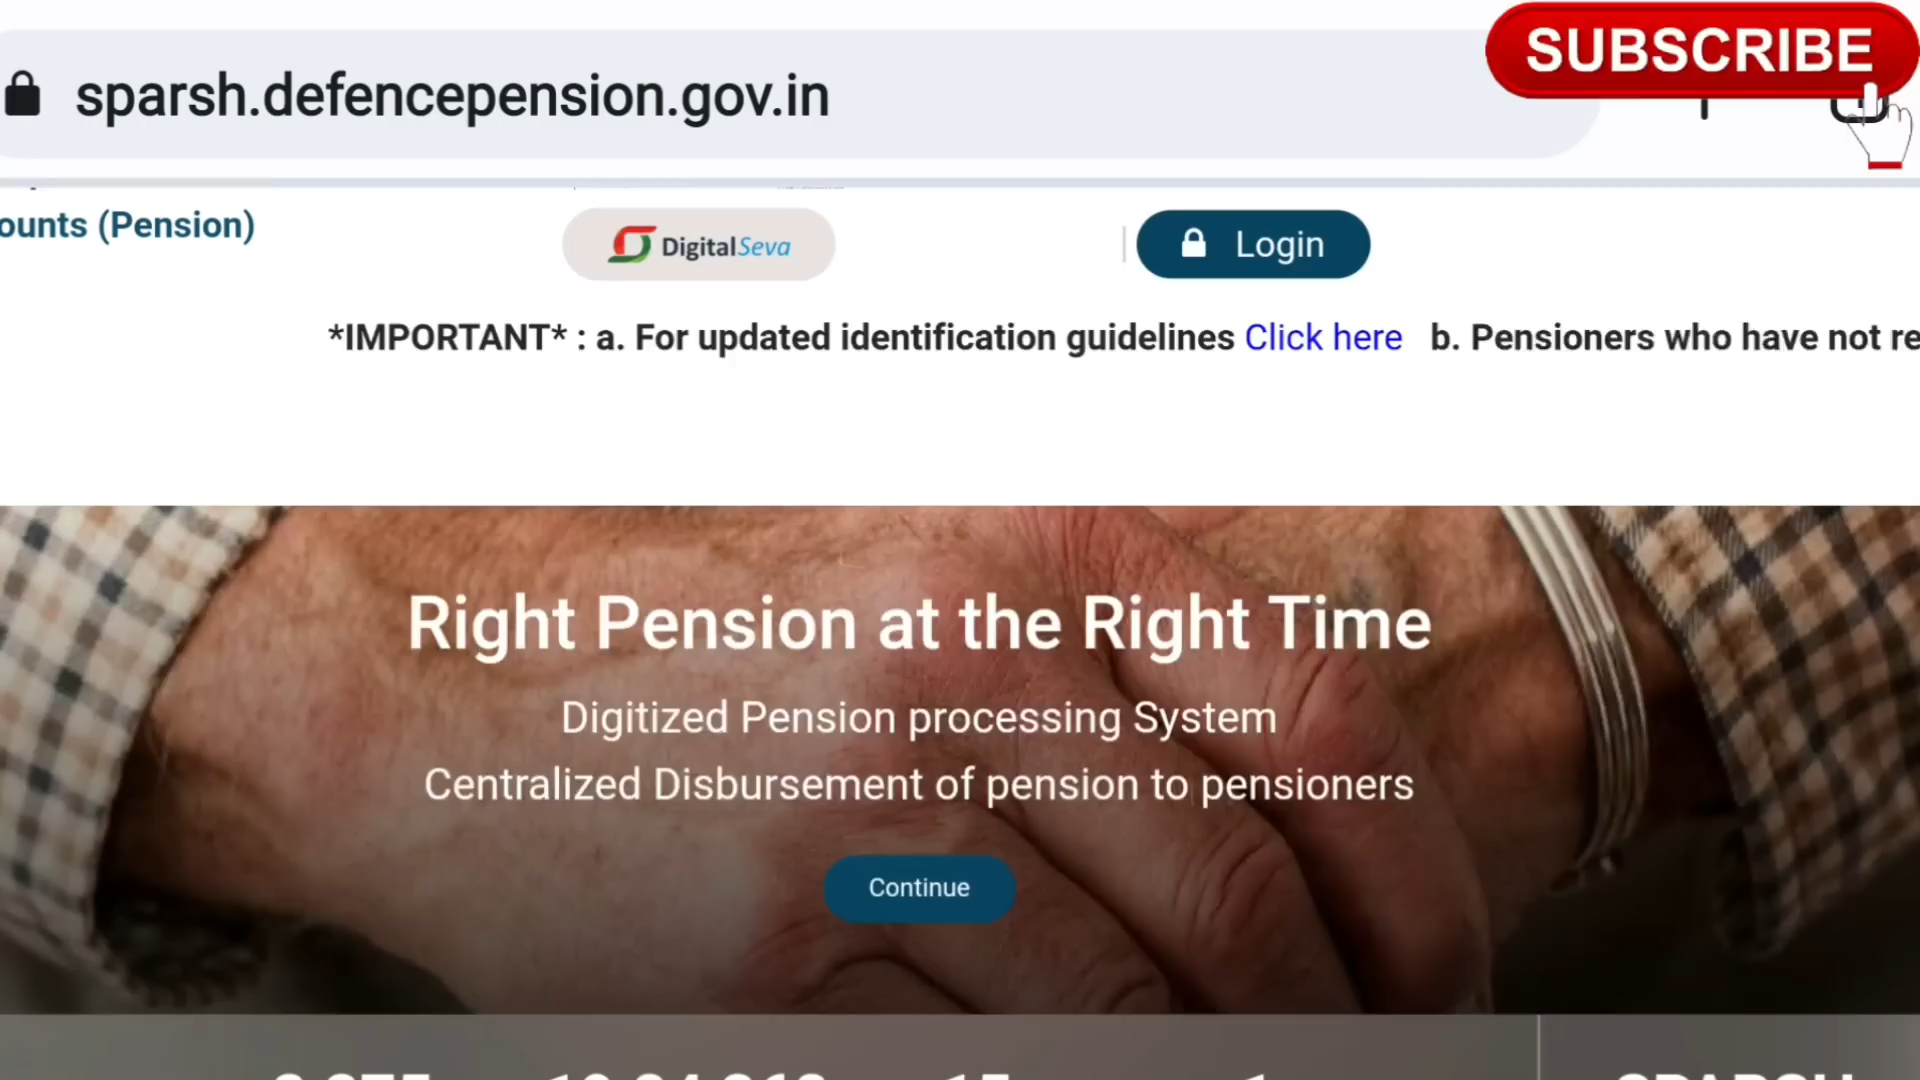 SUBSCRIBE
sparsh.defencepension.gov.in
ounts (Pension)
DigitalSeva
Login
*IMPORTANT* : a. For updated identification guidelines Click here b. Pensioners who have not re
Right Pension at the Right Time
Digitized Pension processing System
Centralized Disbursement of pension to pensioners
Continue
SPARSH